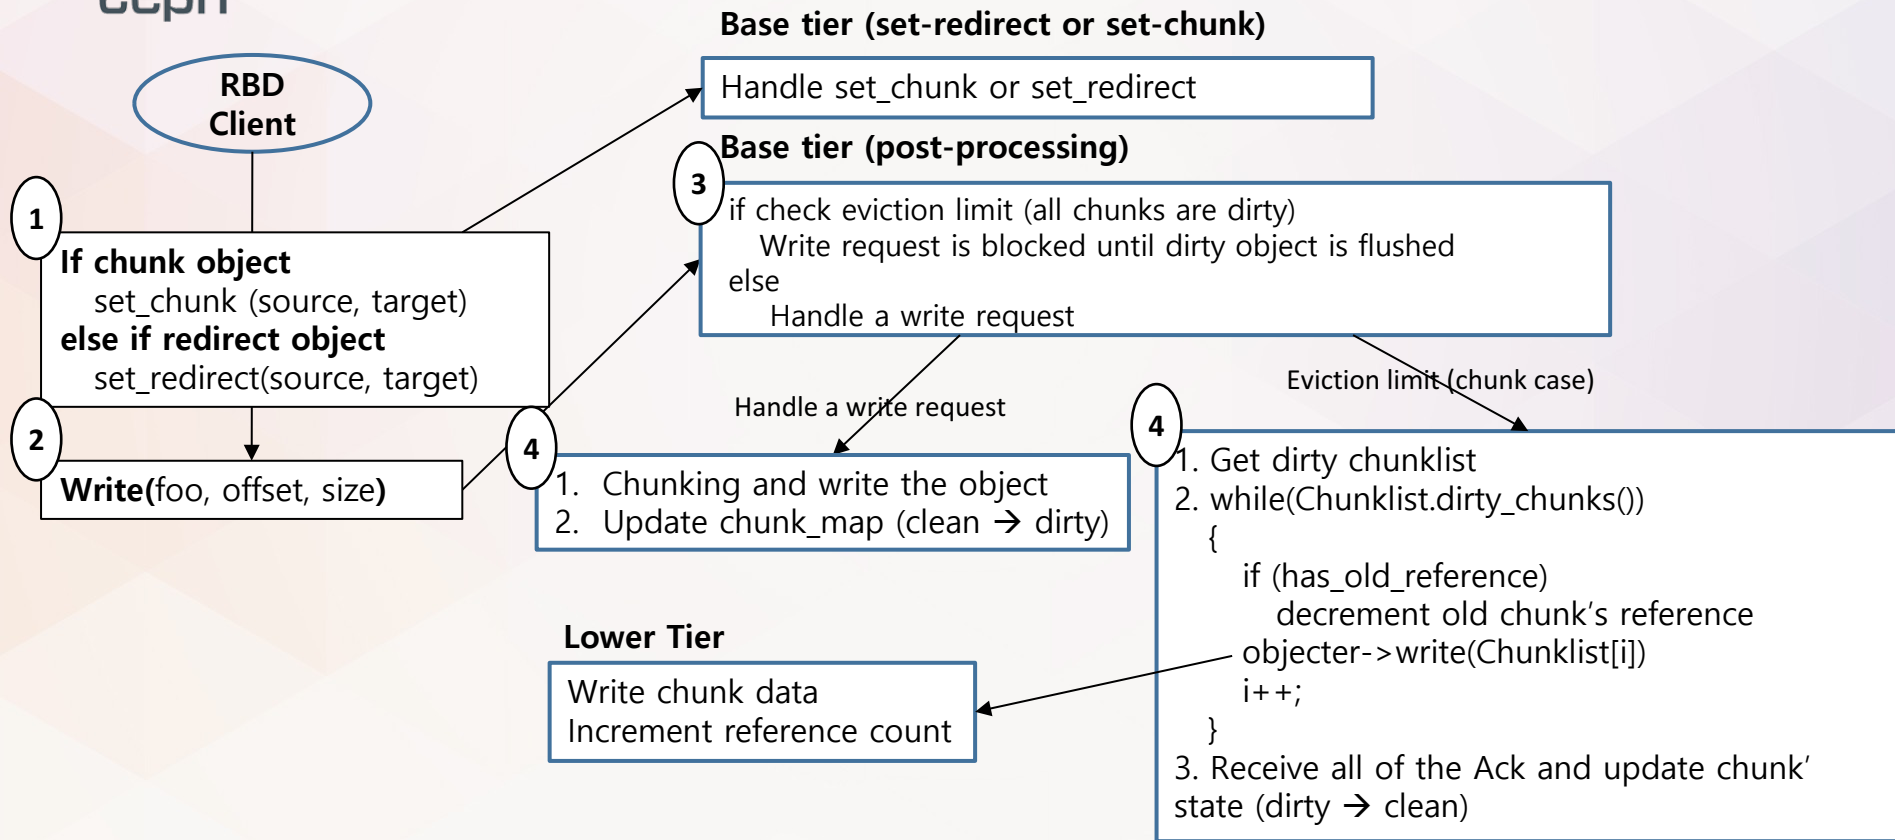 ceph
Base tier (set-redirect or set-chunk)
RBD
Client
Handle set_chunk or set_redirect
Base tier (post-processing)
3
if check eviction limit (all chunks are dirty)
Write request is blocked until dirty object is flushed
else
Handle a write request
1
If chunk object
set_chunk (source, target)
else if redirect object
set_redirect(source, target)
2
Write(foo, offset, size)
Handle a write request
Eviction limit (chunk case)
4
1. Chunking and write the object
2. Update chunk_map (clean → dirty)
4
1. Get dirty chunklist
2. while(Chunklist.dirty_chunks())
{
if (has_old_reference)
decrement old chunk’s reference
objecter->write(Chunklist[i])
i++;
}
3. Receive all of the Ack and update chunk’
state (dirty → clean)
Lower Tier
Write chunk data
Increment reference count